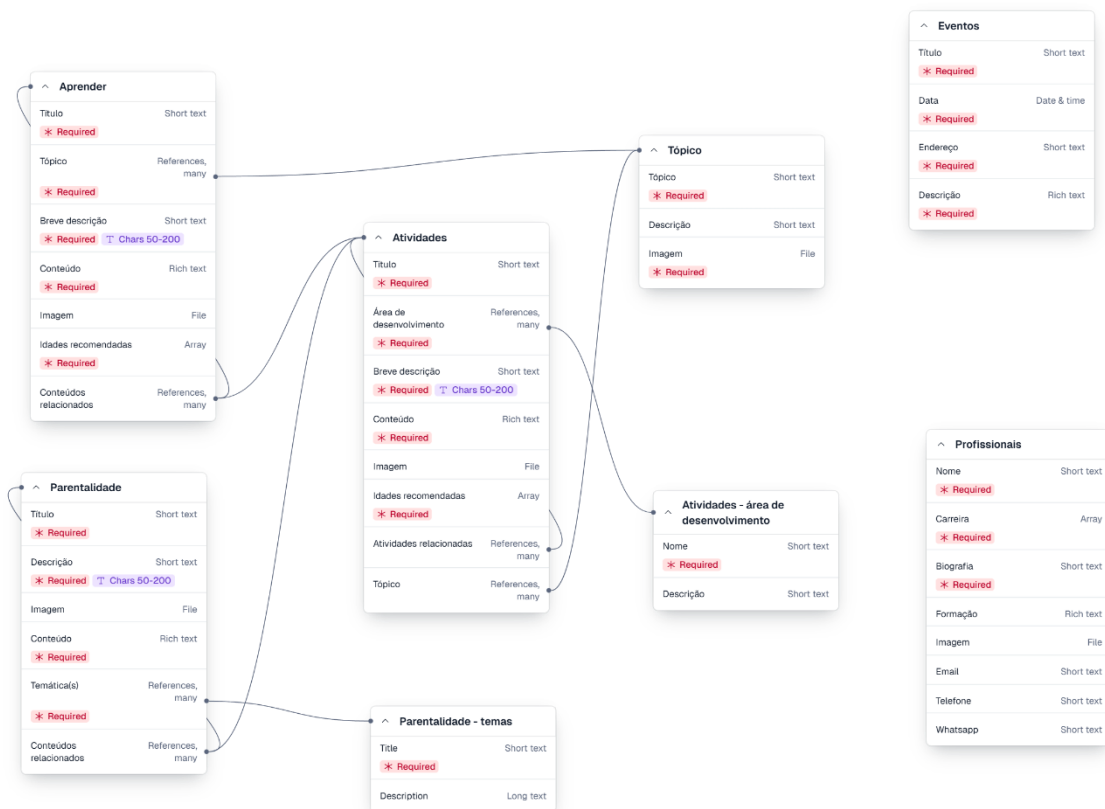 Aprender
Título Short text
Required
Tópico References, many
Required
Breve descrição Short text
Required Chars 50-200
Conteúdo Rich text
Required
Imagem File
Idades recomendadas Array
Required
Conteúdos relacionados References, many
Parentalidade
Título Short text
Required
Descrição Short text
Required Chars 50-200
Imagem File
Conteúdo Rich text
Required
Temática(s) References, many
Required
Conteúdos relacionados References, many
Atividades
Título Short text
Required
Área de desenvolvimento References, many
Required
Breve descrição Short text
Required Chars 50-200
Conteúdo Rich text
Required
Imagem File
Idades recomendadas Array
Required
Atividades relacionadas References, many
Tópico References, many
Parentalidade - temas
Title Short text
Required
Description Long text
Tópico
Tópico Short text
Required
Descrição Short text
Imagem File
Required
Atividades - área de desenvolvimento
Nome Short text
Required
Descrição Short text
Eventos
Título Short text
Required
Data Date & time
Required
Endereço Short text
Required
Descrição Rich text
Required
Profissionais
Nome Short text
Required
Carreira Array
Required
Biografia Short text
Required
Formação Rich text
Imagem File
Email Short text
Telefone Short text
Whatsapp Short text